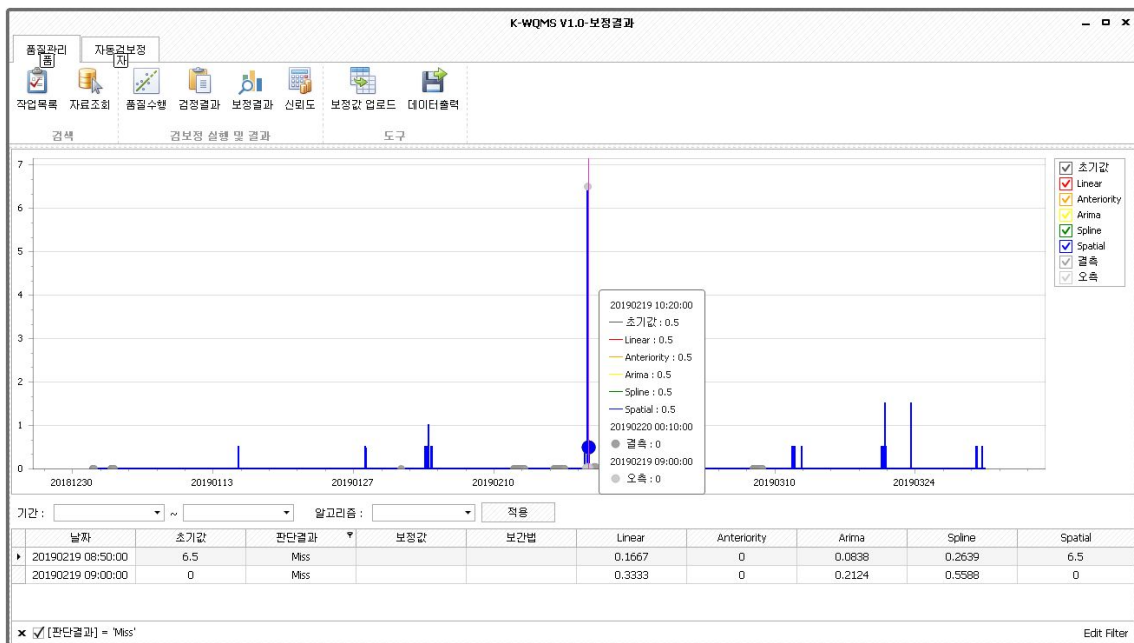 K-WQMS V1.0-보정결과
품질관리 자동검보정
품 자
작업목록 자료조회 품질수행 검정결과 보정결과 신뢰도 보정값 업로드 데이터출력
검색 검보정 실행 및 결과 도구
7
6
5
4
3
2
1
0
20181230 20190113 20190127 20190210 20190310 20190324
초기값
Linear
Anteriority
Arima
Spline
Spatial
결측
오측
20190219 10:20:00
초기값 : 0.5
Linear : 0.5
Anteriority : 0.5
Arima : 0.5
Spline : 0.5
Spatial : 0.5
20190220 00:10:00
결측 : 0
20190219 09:00:00
오측 : 0
기간 : ~ 알고리즘 : 적용
날짜 초기값 판단결과 보정값 보간법 Linear Anteriority Arima Spline Spatial
20190219 08:50:00 6.5 Miss 0.1667 0 0.0838 0.2639 6.5
20190219 09:00:00 0 Miss 0.3333 0 0.2124 0.5588 0
[판단결과] = 'Miss' Edit Filter